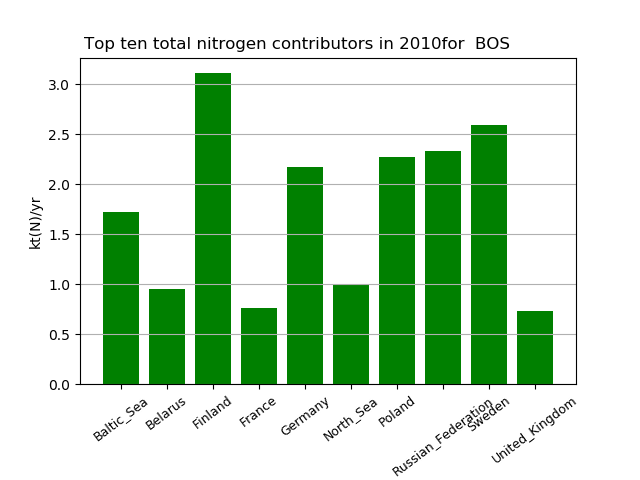 Top ten total nitrogen contributors in 2010for  BOS
kt(N)/yr
3.0
2.5
2.0
1.5
1.0
0.5
0.0
Baltic_Sea
Belarus
Finland
France
Germany
North_Sea
Poland
Russian_Federation
Sweden
United_Kingdom